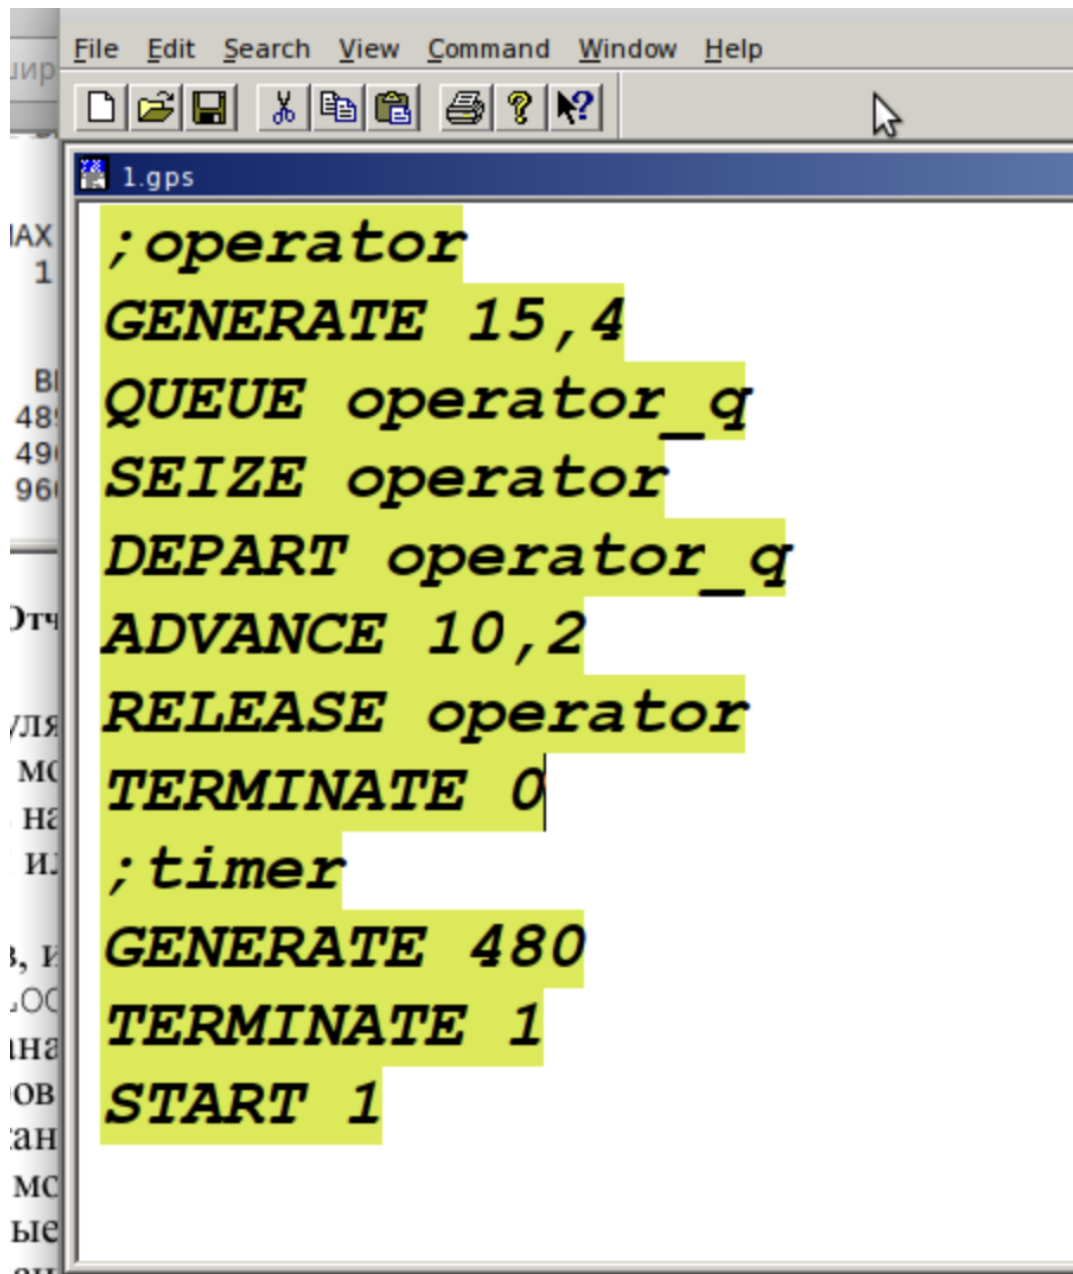 File Edit Search View Command Window Help
1.gps
;operator
GENERATE 15,4
QUEUE operator_q
SEIZE operator
DEPART operator_q
ADVANCE 10,2
RELEASE operator
TERMINATE 0
;timer
GENERATE 480
TERMINATE 1
START 1
1